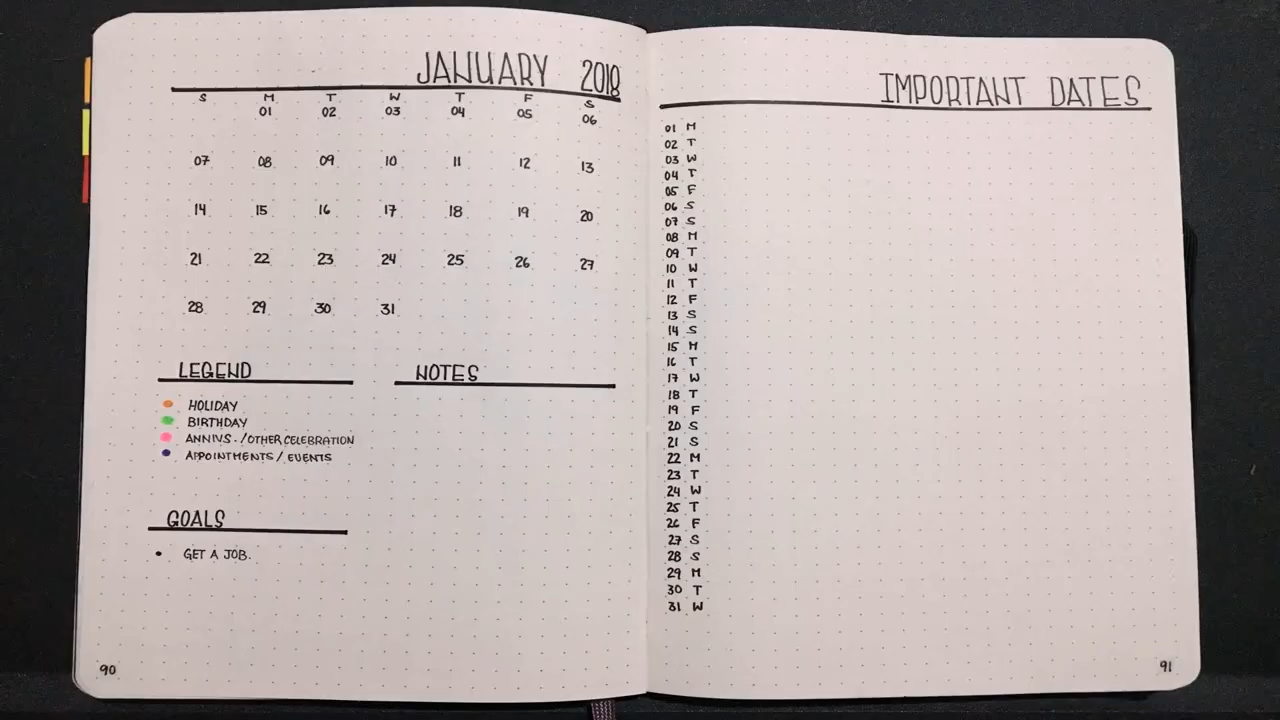 JANUARY 2018
S M T W T F S
01 02 03 04 05 06
07 08 09 10 11 12 13
14 15 16 17 18 19 20
21 22 23 24 25 26 27
28 29 30 31
LEGEND
HOLIDAY
BIRTHDAY
ANNIVS. / OTHER CELEBRATION
APPOINTMENTS / EVENTS
NOTES
GOALS
• GET A JOB.
90
IMPORTANT DATES
01 M
02 T
03 W
04 T
05 F
06 S
07 S
08 M
09 T
10 W
11 T
12 F
13 S
14 S
15 M
16 T
17 W
18 T
19 F
20 S
21 S
22 M
23 T
24 W
25 T
26 F
27 S
28 S
29 M
30 T
31 W
91